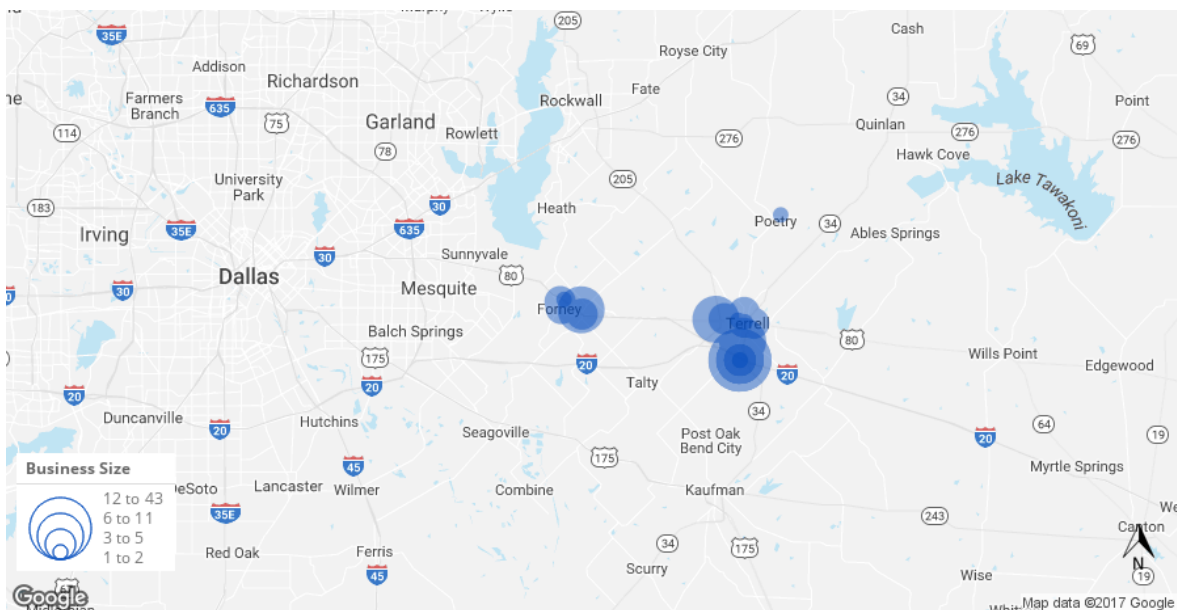 Murphy
Wylie
205
Cash
35E
69
Royse City
Addison
Richardson
Fate
34
Farmers
Branch
635
Rockwall
Point
75
Garland
Quinlan
114
78
Rowlett
276
276
276
Hawk Cove
University
Park
205
Lake Tawakoni
183
30
Heath
Poetry
34
Irving
35E
635
Ables Springs
30
Sunnyvale
80
Dallas
Mesquite
30
Forney
Terrell
Balch Springs
80
175
Wills Point
Edgewood
20
20
20
20
Talty
34
Duncanville
Hutchins
20
Seagoville
Post Oak
Bend City
64
19
20
175
45
Myrtle Springs
Business Size
12 to 43
6 to 11
3 to 5
1 to 2
DeSoto
Lancaster
Wilmer
Combine
Kaufman
35E
243
Canton
Red Oak
Ferris
34
175
N
45
Scurry
Wise
19
Google
Map data ©2017 Google